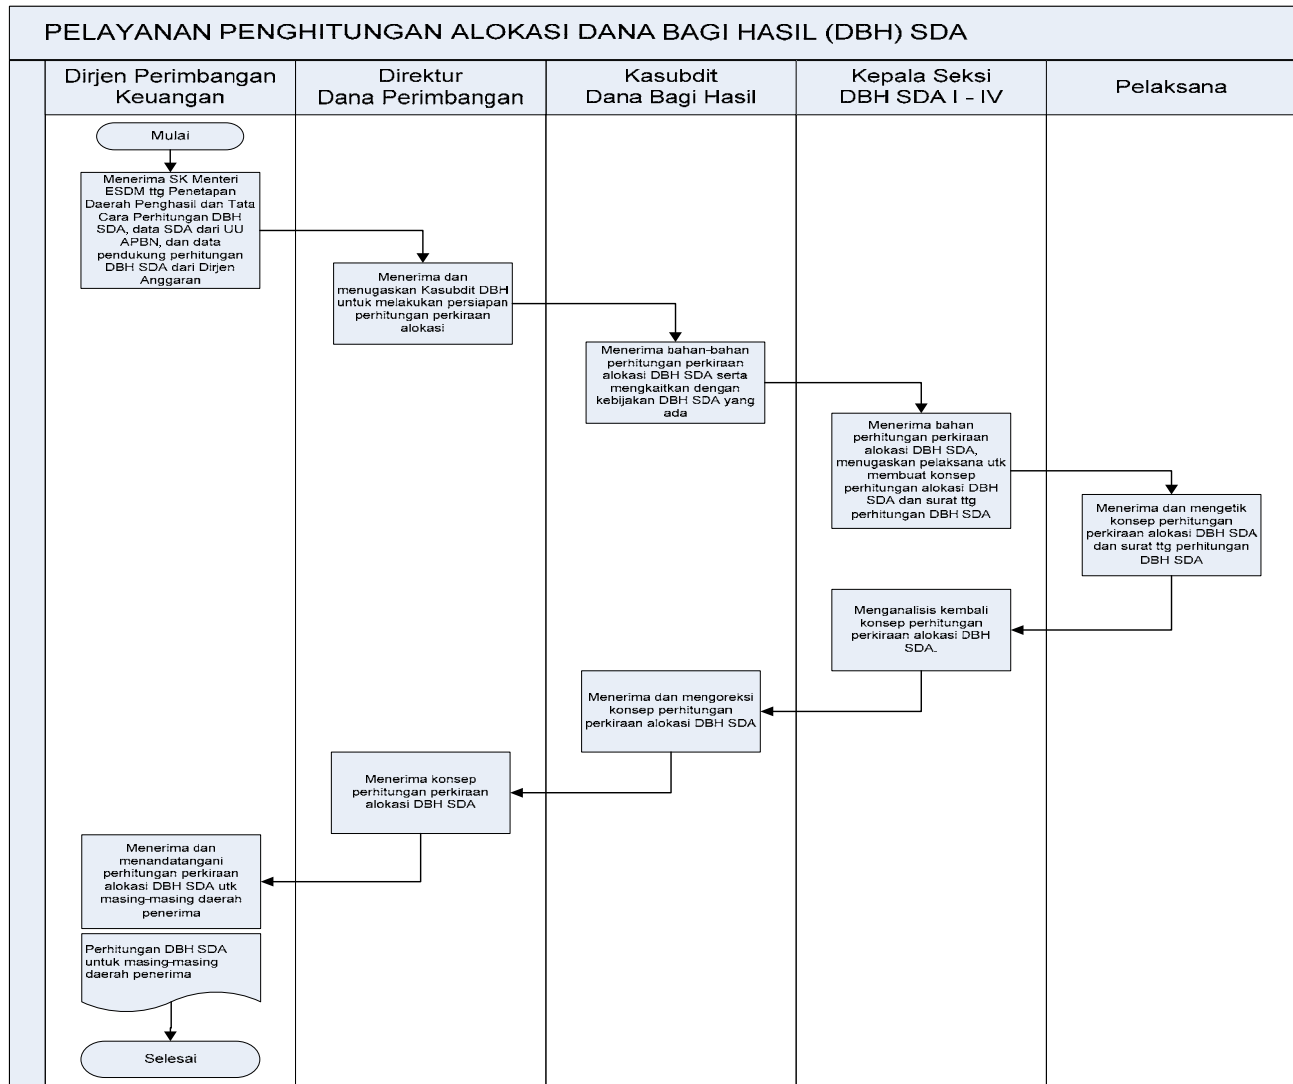 PELAYANAN PENGHITUNGAN ALOKASI DANA BAGI HASIL (DBH) SDA
Dirjen Perimbangan
Keuangan
Direktur
Dana Perimbangan
Kasubdit
Dana Bagi Hasil
Kepala Seksi
DBH SDA I - IV
Pelaksana
Mulai
Menerima SK Menteri
ESDM ttg Penetapan
Daerah Penghasil dan Tata
Cara Perhitungan DBH
SDA, data SDA dari UU
APBN, dan data
pendukung perhitungan
DBH SDA dari Dirjen
Anggaran
Menerima dan
menugaskan Kasubdit DBH
untuk melakukan persiapan
perhitungan perkiraan
alokasi
Menerima bahan-bahan
perhitungan perkiraan
alokasi DBH SDA serta
mengkaitkan dengan
kebijakan DBH SDA yang
ada
Menerima bahan
perhitungan perkiraan
alokasi DBH SDA,
menugaskan pelaksana utk
membuat konsep
perhitungan alokasi DBH
SDA dan surat ttg
perhitungan DBH SDA
Menerima dan mengetik
konsep perhitungan
perkiraan alokasi DBH SDA
dan surat ttg perhitungan
DBH SDA
Menganalisis kembali
konsep perhitungan
perkiraan alokasi DBH
SDA.
Menerima dan mengoreksi
konsep perhitungan
perkiraan alokasi DBH SDA
Menerima konsep
perhitungan perkiraan
alokasi DBH SDA
Menerima dan
menandatangani
perhitungan perkiraan
alokasi DBH SDA utk
masing-masing daerah
penerima
Perhitungan DBH SDA
untuk masing-masing
daerah penerima
Selesai